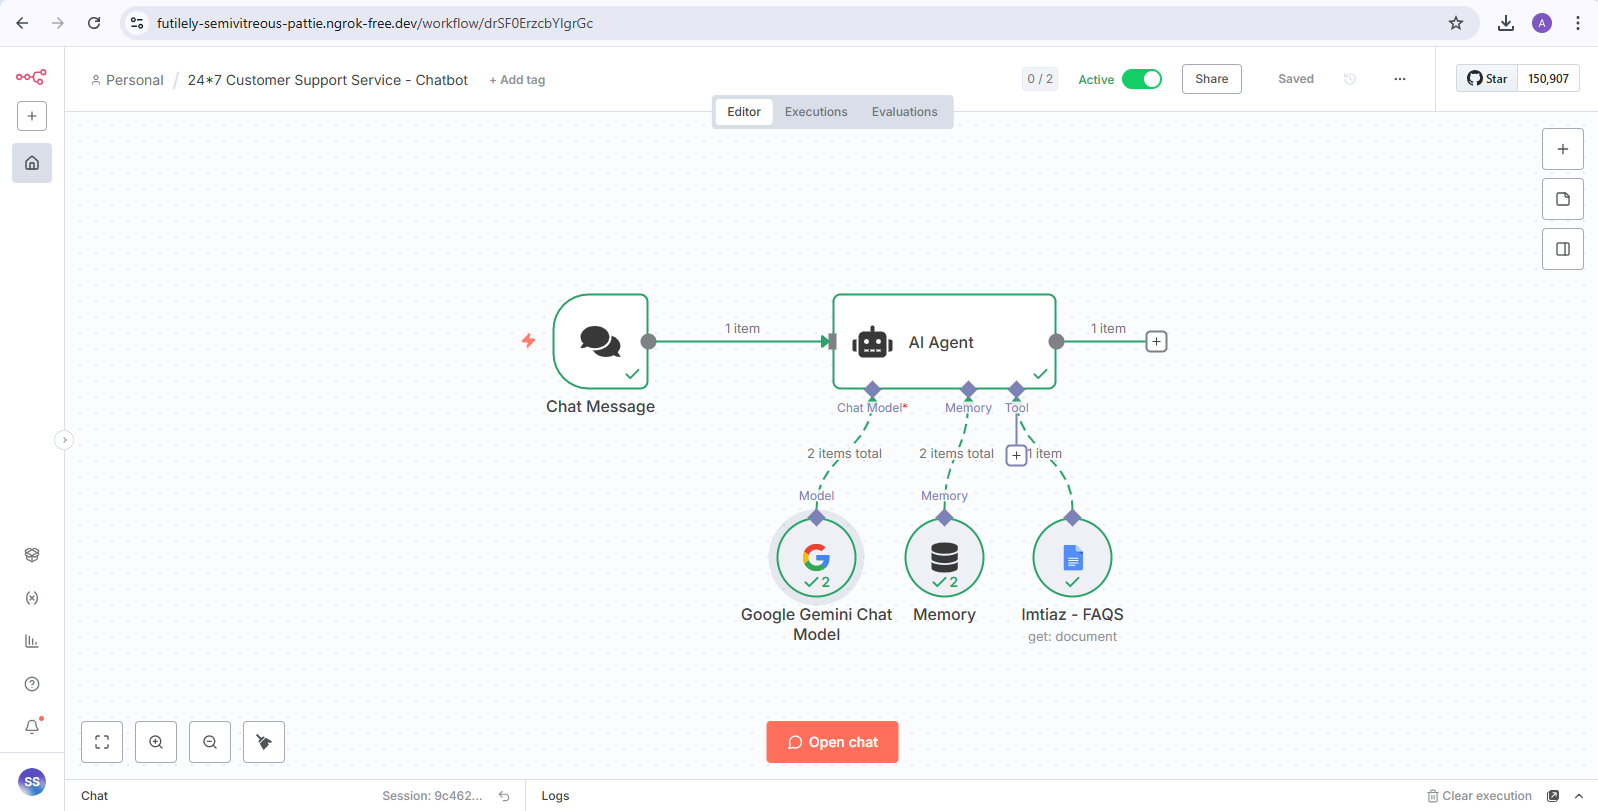 futilely-semivitreous-pattie.ngrok-free.dev/workflow/drSF0ErzcbYlgrGc
A
Personal / 24*7 Customer Support Service - Chatbot + Add tag
0 / 2 Active Share Saved ... Star 150,907
Editor Executions Evaluations
1 item
1 item
AI Agent
Chat Message
Chat Model* Memory Tool
2 items total 2 items total 1 item
Model Memory
2 2
Google Gemini Chat Model
Memory
Imtiaz - FAQS
get: document
Open chat
SS
Chat Session: 9c462... Logs Clear execution